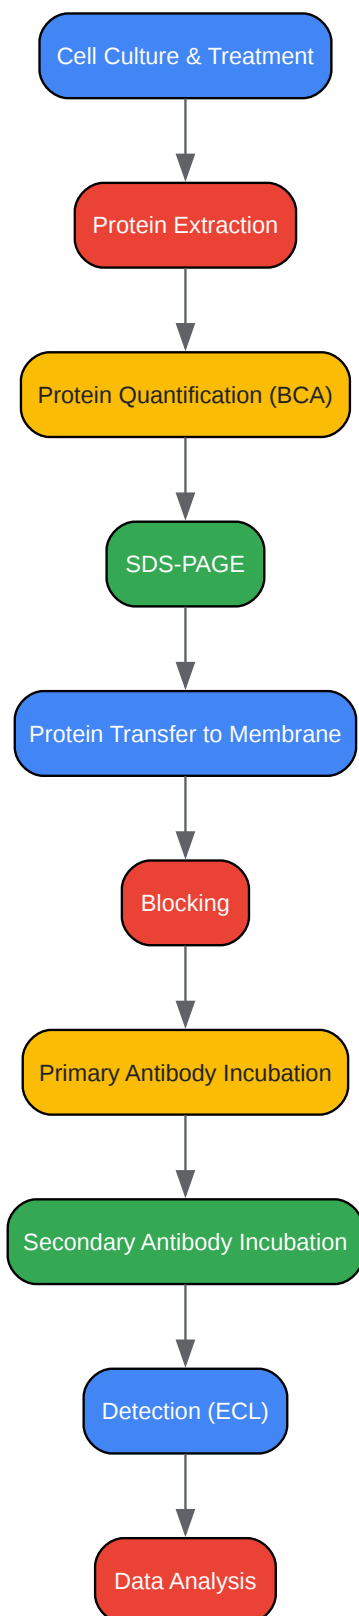 Cell Culture & Treatment
Protein Extraction
Protein Quantification (BCA)
SDS-PAGE
Protein Transfer to Membrane
Blocking
Primary Antibody Incubation
Secondary Antibody Incubation
Detection (ECL)
Data Analysis